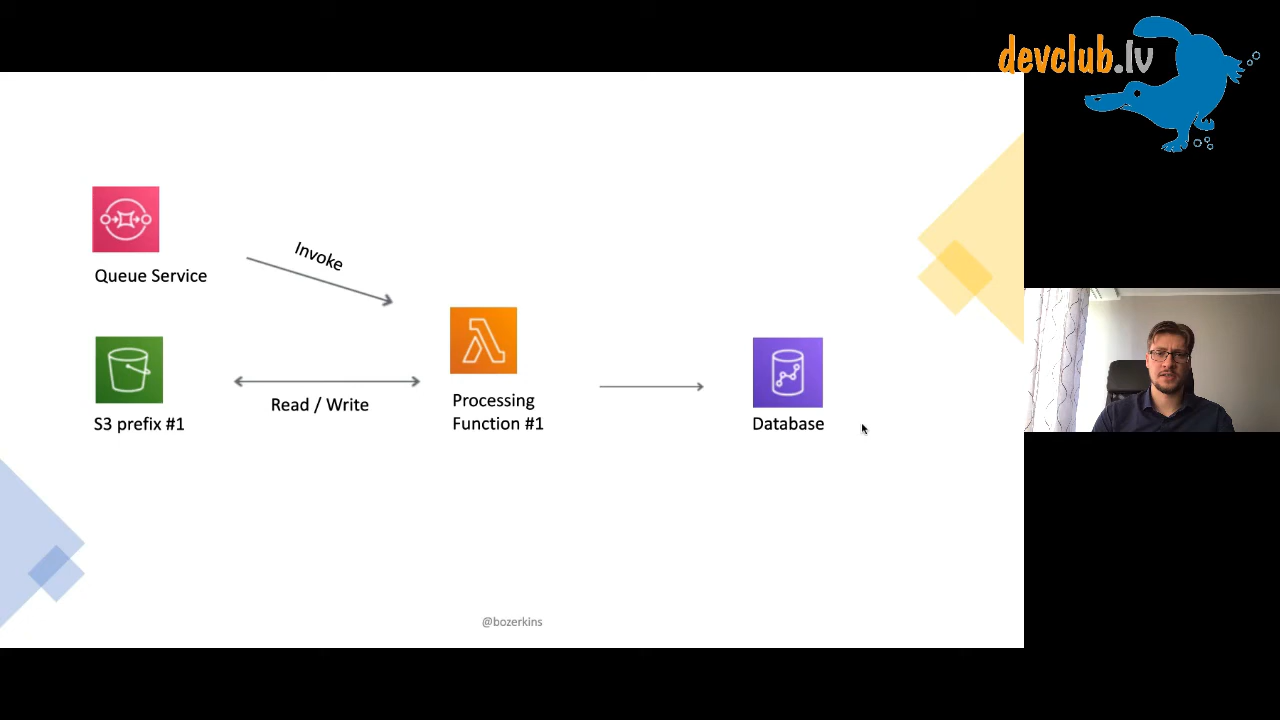 devclub.lv
Invoke
Queue Service
Read / Write
S3 prefix #1
Processing
Function #1
Database
@bozerkins